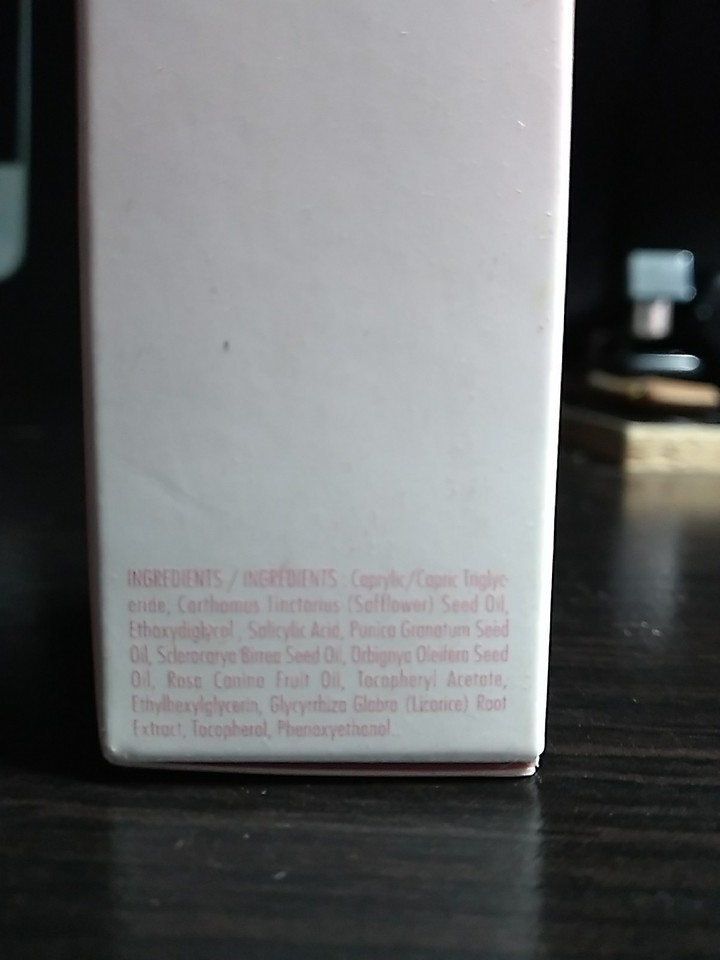 INGREDIENTS / INGRÉDIENTS : Caprylic/Capric Triglyc-
eride, Carthamus Tinctorius (Safflower) Seed Oil,
Ethoxydiglycol , Salicylic Acid, Punica Granatum Seed
Oil, Sclerocarya Birrea Seed Oil, Orbignya Oleifera Seed
Oil, Rosa Canina Fruit Oil, Tocopheryl Acetate,
Ethylhexylglycerin, Glycyrrhiza Glabra (Licorice) Root
Extract, Tocopherol, Phenoxyethanol.